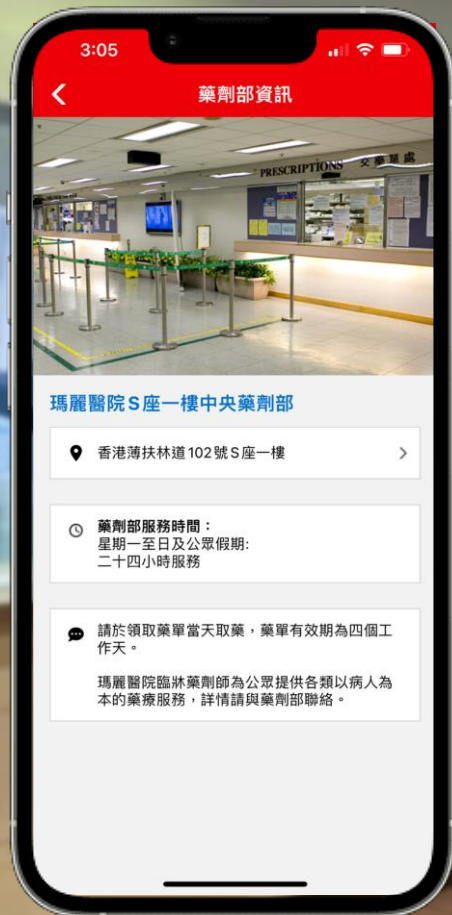 3:05
藥劑部資訊
PRESCRIPTIONS 交藥單處
瑪麗醫院S座一樓中央藥劑部
香港薄扶林道102號S座一樓
藥劑部服務時間：
星期一至日及公眾假期:
二十四小時服務
請於領取藥單當天取藥，藥單有效期為四個工
作天。
瑪麗醫院臨牀藥劑師為公眾提供各類以病人為
本的藥療服務，詳情請與藥劑部聯絡。